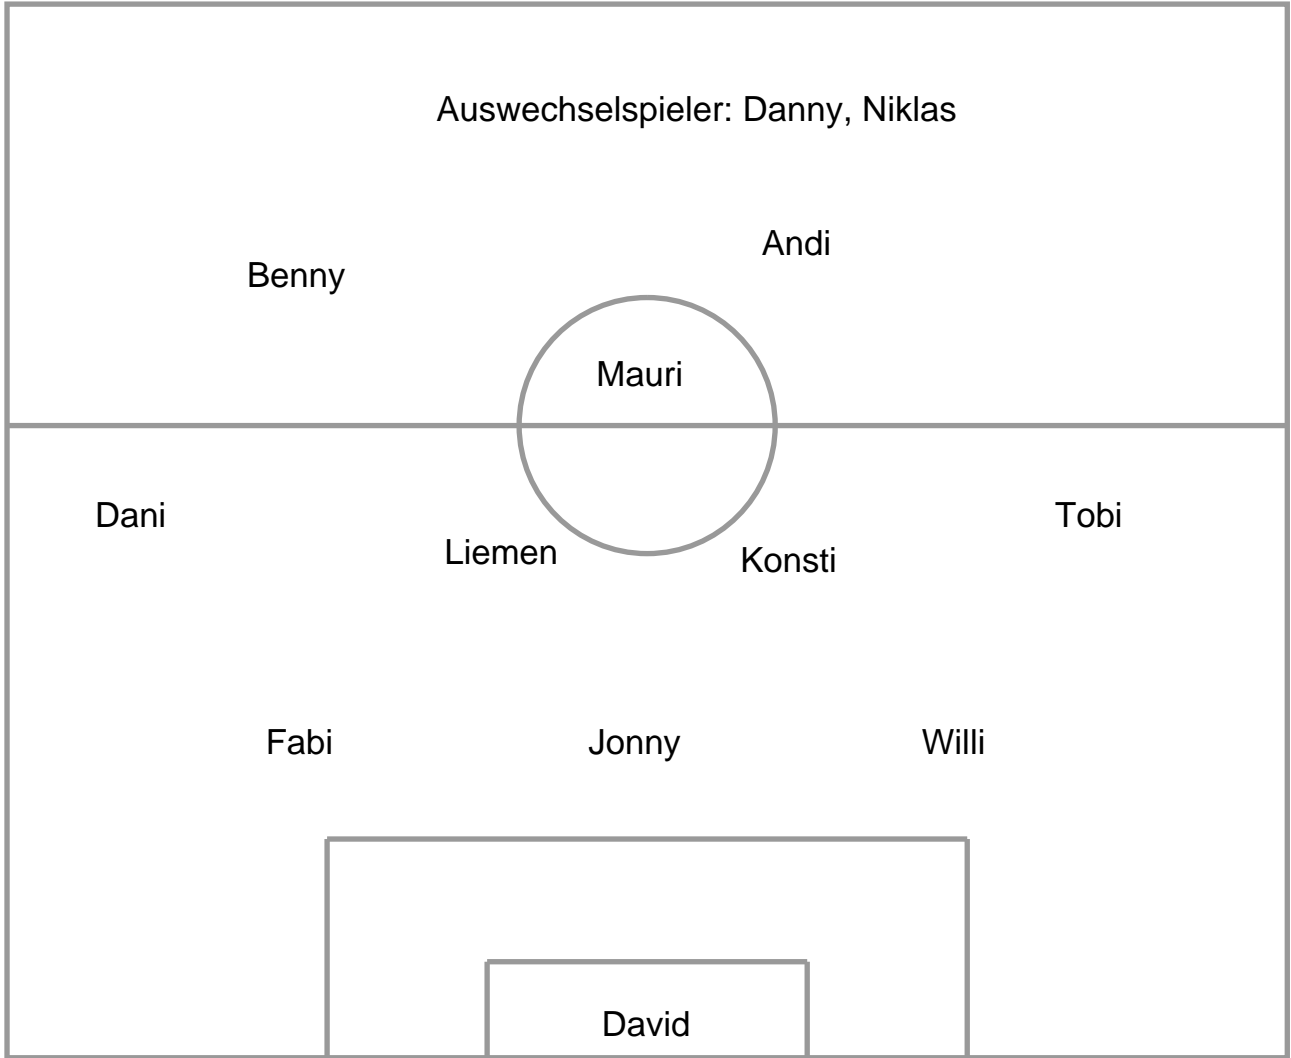 Auswechselspieler: Danny, Niklas
Andi
Benny
Mauri
Dani
Tobi
Liemen
Konsti
Fabi
Jonny
Willi
David